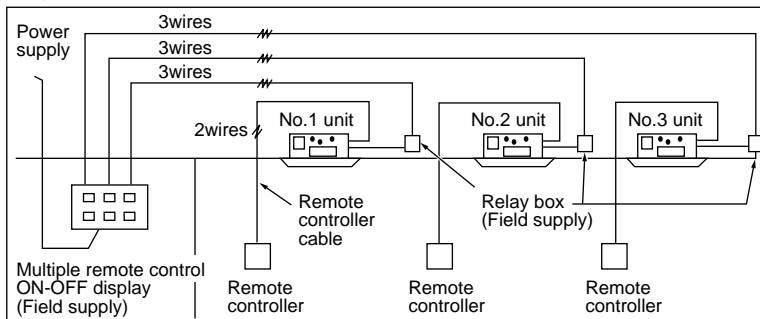 3wires
Power
supply
3wires
3wires
No.1 unit
No.2 unit
No.3 unit
2wires
Remote
controller
cable
Relay box
(Field supply)
Multiple remote control
ON-OFF display
(Field supply)
Remote
controller
Remote
controller
Remote
controller